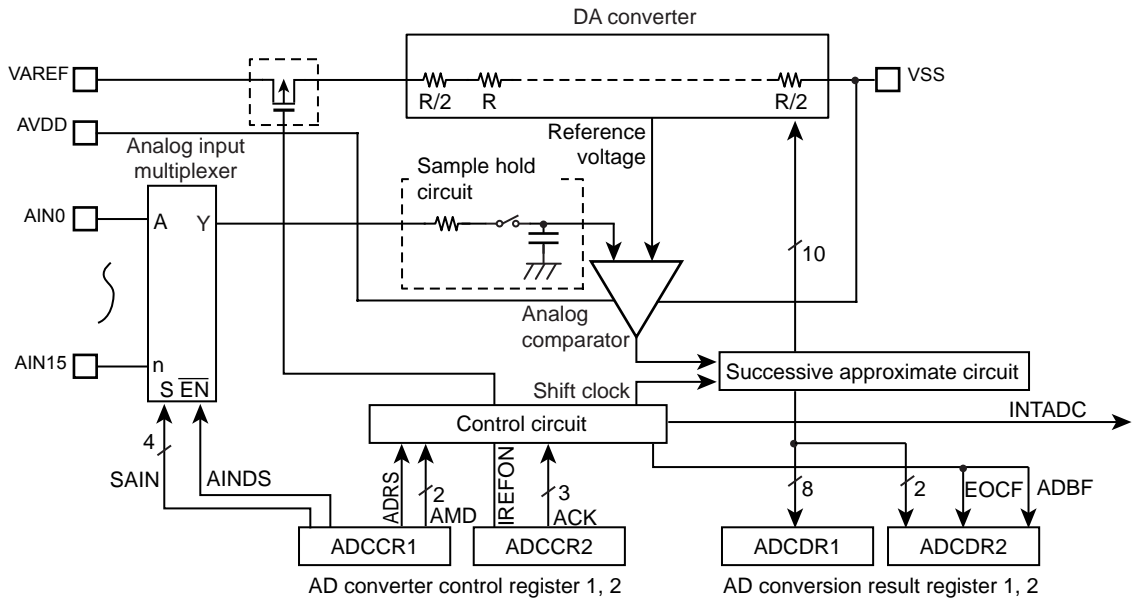 DA converter
VAREF
VSS
R/2
R
R/2
AVDD
Analog input
multiplexer
Reference
voltage
Sample hold
circuit
AIN0
A
Y
10
Analog
comparator
AIN15
n
S EN
Shift clock
Successive approximate circuit
Control circuit
INTADC
4
SAIN
AINDS
ADRS
2
AMD
IREFON
3
ACK
8
2
EOCF
ADBF
ADCCR1
ADCCR2
ADCDR1
ADCDR2
AD converter control register 1, 2
AD conversion result register 1, 2